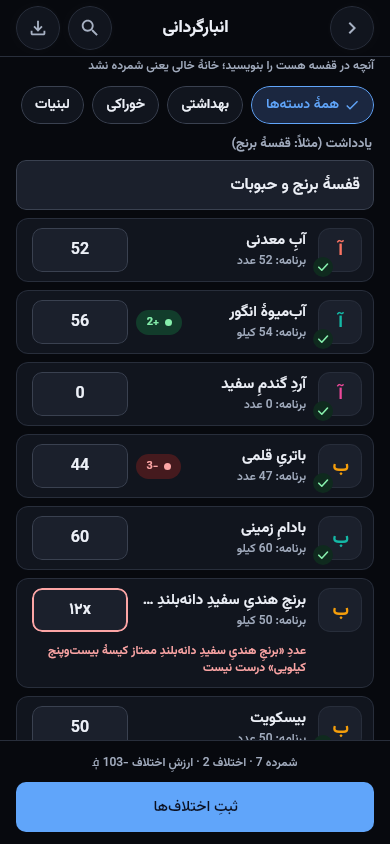 انبارگردانی
آنچه در قفسه هست را بنویسید؛ خانهٔ خالی یعنی شمرده نشد
همهٔ دسته‌ها
بهداشتی
خوراکی
لبنیات
یادداشت (مثلاً: قفسهٔ برنج)
قفسهٔ برنج و حبوبات
آ
آبِ معدنی
برنامه: 52 عدد
52
آ
آب‌میوهٔ انگور
برنامه: 54 کیلو
+2
56
آ
آردِ گندمِ سفید
برنامه: 0 عدد
0
ب
باتریِ قلمی
برنامه: 47 عدد
−3
44
ب
بادامِ زمینی
برنامه: 60 کیلو
60
ب
برنجِ هندیِ سفیدِ دانه‌بلندِ ...
برنامه: 50 کیلو
۱۲x
عددِ «برنجِ هندیِ سفیدِ دانه‌بلندِ ممتاز کیسهٔ بیست‌وپنج
کیلویی» درست نیست
ب
بیسکویت
50
شمرده 7 · اختلاف 2 · ارزشِ اختلاف −103 ؋
ثبتِ اختلاف‌ها